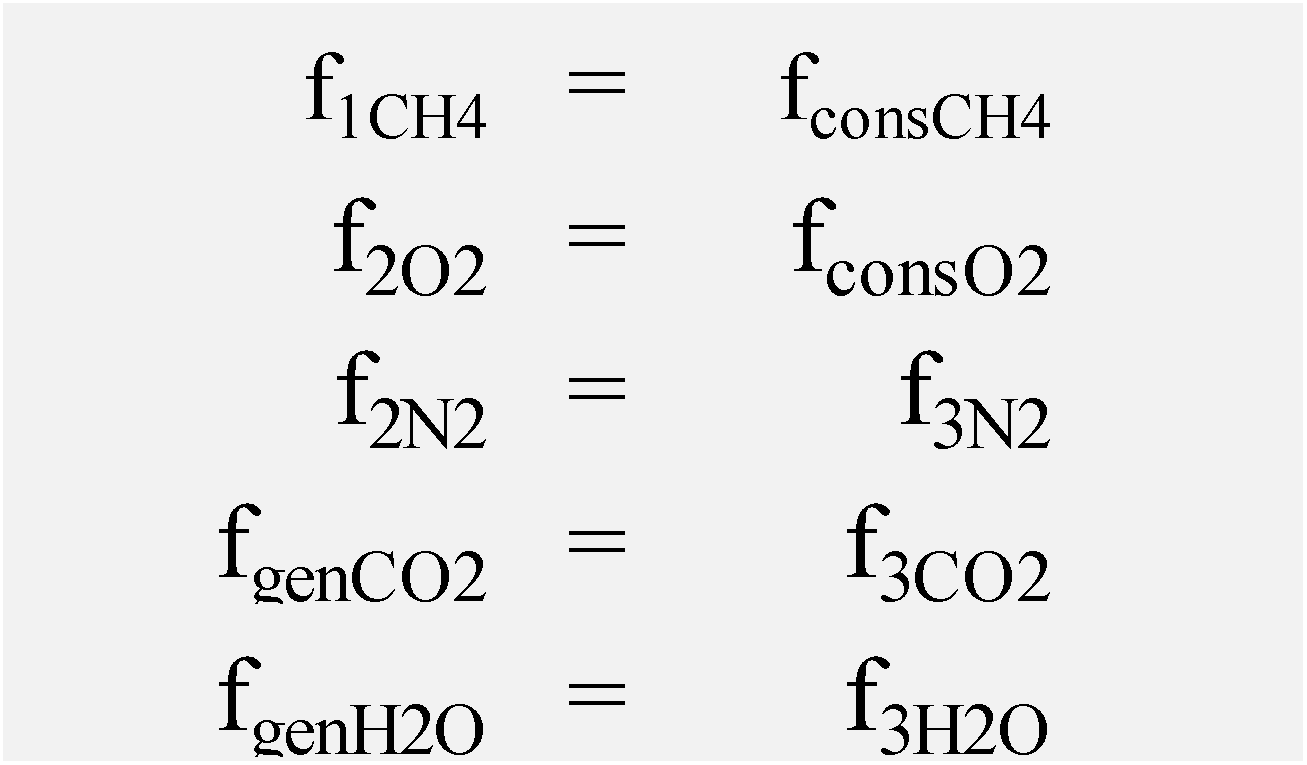 f1CH4 = fconsCH4
f2O2 = fconsO2
f2N2 = f3N2
fgenCO2 = f3CO2
fgenH2O = f3H2O